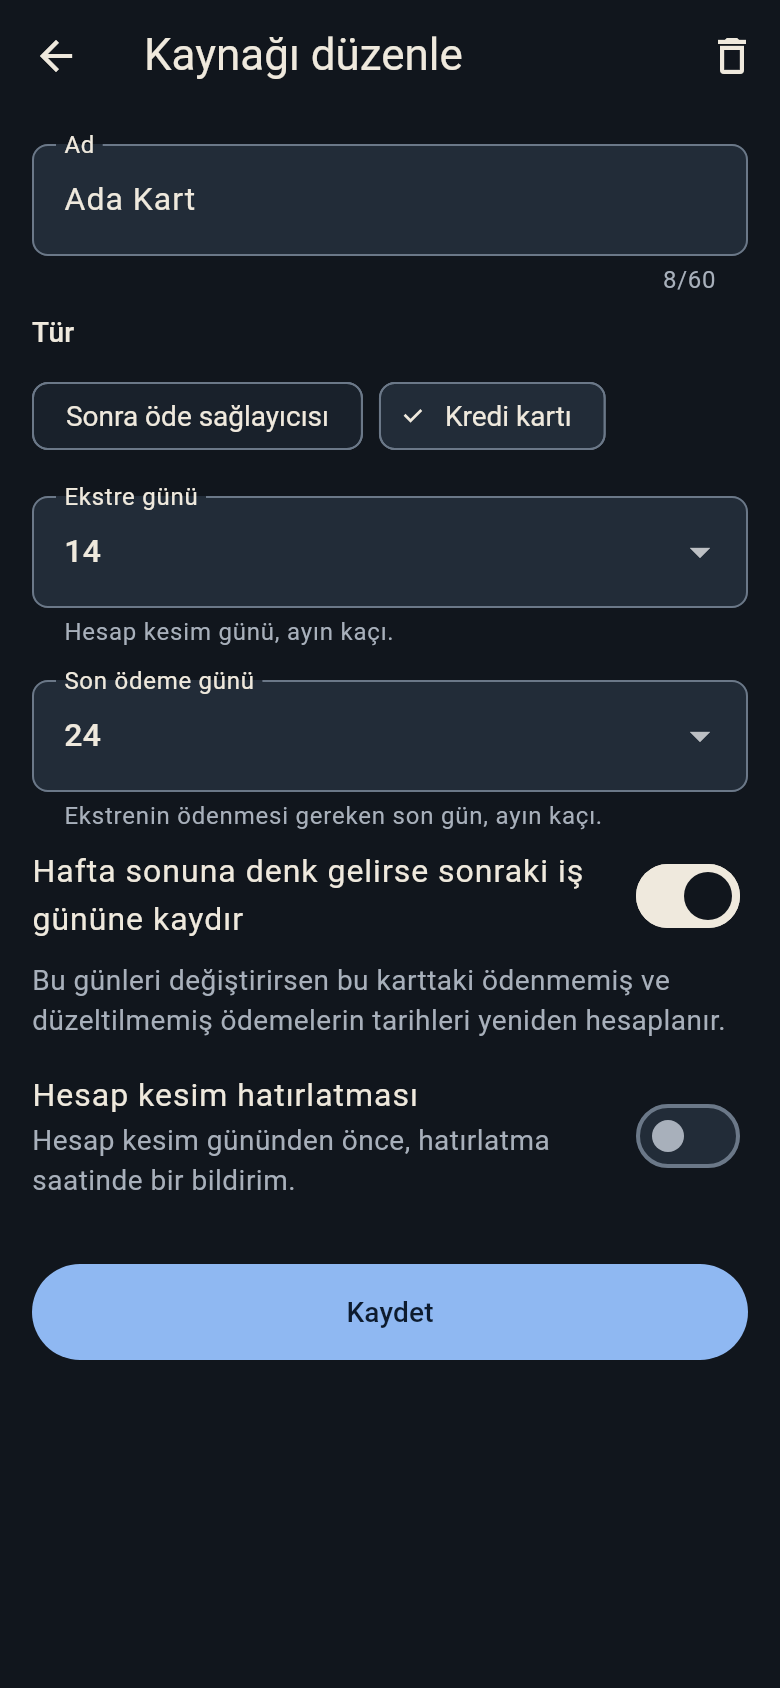 Kaynağı düzenle
Ad
Ada Kart
8/60
Tür
Sonra öde sağlayıcısı
Kredi kartı
Ekstre günü
14
Hesap kesim günü, ayın kaçı.
Son ödeme günü
24
Ekstrenin ödenmesi gereken son gün, ayın kaçı.
Hafta sonuna denk gelirse sonraki iş
gününe kaydır
Bu günleri değiştirirsen bu karttaki ödenmemiş ve
düzeltilmemiş ödemelerin tarihleri yeniden hesaplanır.
Hesap kesim hatırlatması
Hesap kesim gününden önce, hatırlatma
saatinde bir bildirim.
Kaydet